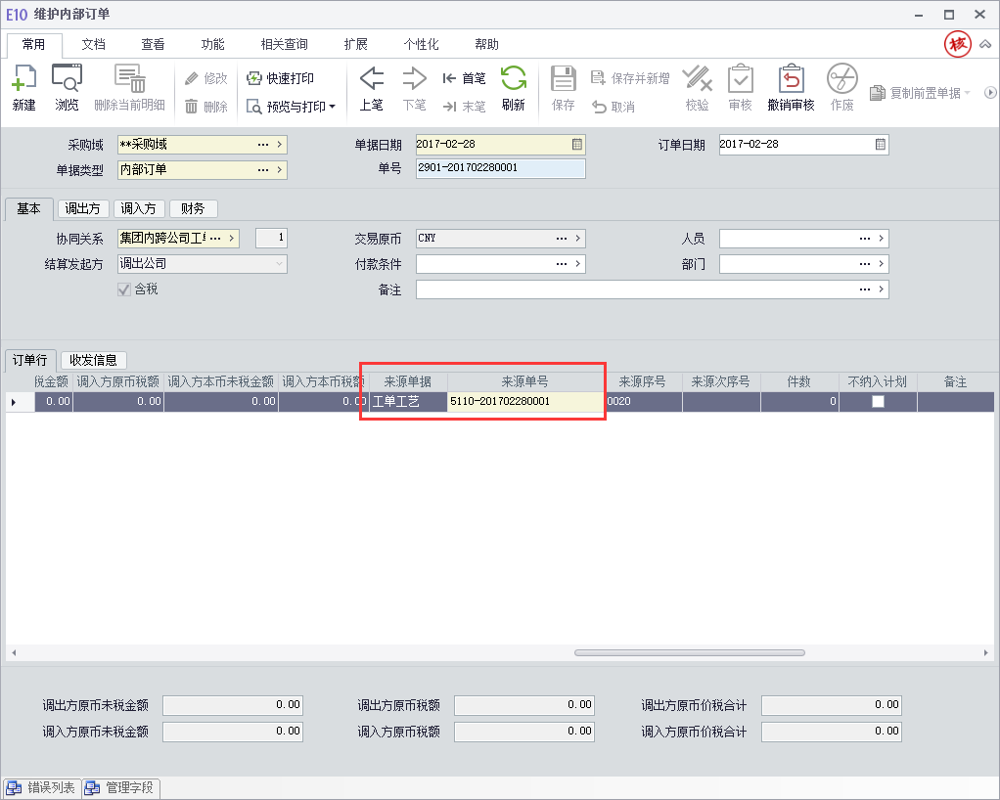 E10 维护内部订单
常用 文档 查看 功能 相关查询 扩展 个性化 帮助 核
新建 浏览 删除当前明细 修改 删除 快速打印 预览与打印 上笔 下笔 首笔 末笔 刷新 保存 保存并新增 取消 校验 审核 撤销审核 作废 复制前置单据
采购域 **采购域 ··· 单据日期 2017-02-28 订单日期 2017-02-28
单据类型 内部订单 ··· 单号 2901-201702280001
基本 调出方 调入方 财务
协同关系 集团内跨公司工 ··· 1 交易原币 CNY ··· 人员 ···
结算发起方 调出公司 付款条件 ··· 部门 ···
含税 备注 ···
订单行 收发信息
税金额 调入方原币税额 调入方本币未税金额 调入方本币税额 来源单据 来源单号 来源序号 来源次序号 件数 不纳入计划 备注
0.00 0.00 0.00 0.00 工单工艺 5110-201702280001 0020 0
调出方原币未税金额 0.00 调出方原币税额 0.00 调出方原币价税合计 0.00
调入方原币未税金额 0.00 调入方原币税额 0.00 调入方原币价税合计 0.00
错误列表 管理字段